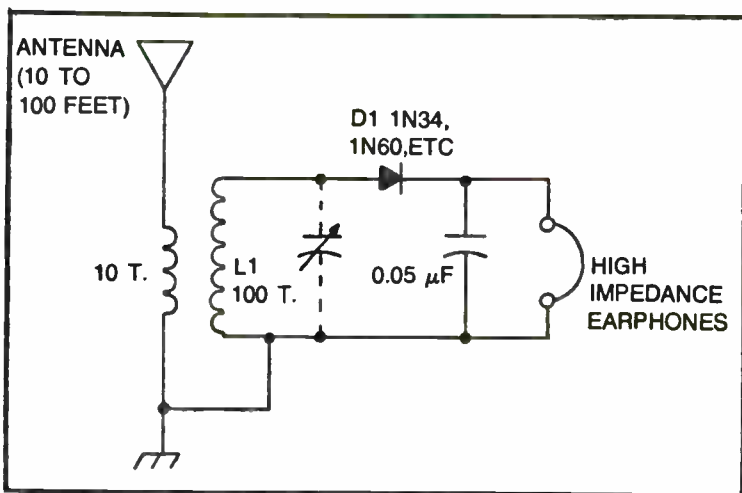 ANTENNA
(10 TO
100 FEET)
D1 1N34,
1N60,ETC
10 T.
L1
100 T.
0.05 µF
HIGH
IMPEDANCE
EARPHONES